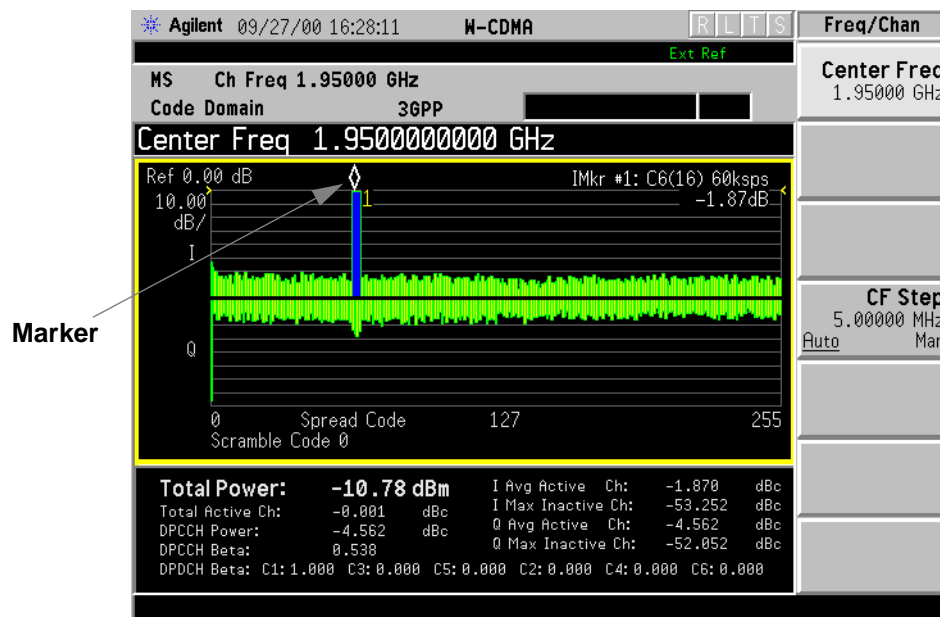 Agilent 09/27/00 16:28:11 W-CDMA R L T S Freq/Chan
Ext Ref
MS Ch Freq 1.95000 GHz
Code Domain 3GPP
Center Freq
1.95000 GHz
Center Freq 1.9500000000 GHz
Ref 0.00 dB IMkr #1: C6(16) 60ksps
-1.87dB
10.00
dB/
1
I
Marker
Q
CF Step
5.00000 MHz
Auto Man
0 Spread Code 127 255
Scramble Code 0
Total Power: -10.78 dBm
Total Active Ch: -0.001 dBc
DPCCH Power: -4.562 dBc
DPCCH Beta: 0.538
I Avg Active Ch: -1.870 dBc
I Max Inactive Ch: -53.252 dBc
Q Avg Active Ch: -4.562 dBc
Q Max Inactive Ch: -52.052 dBc
DPDCH Beta: C1: 1.000 C3: 0.000 C5: 0.000 C2: 0.000 C4: 0.000 C6: 0.000